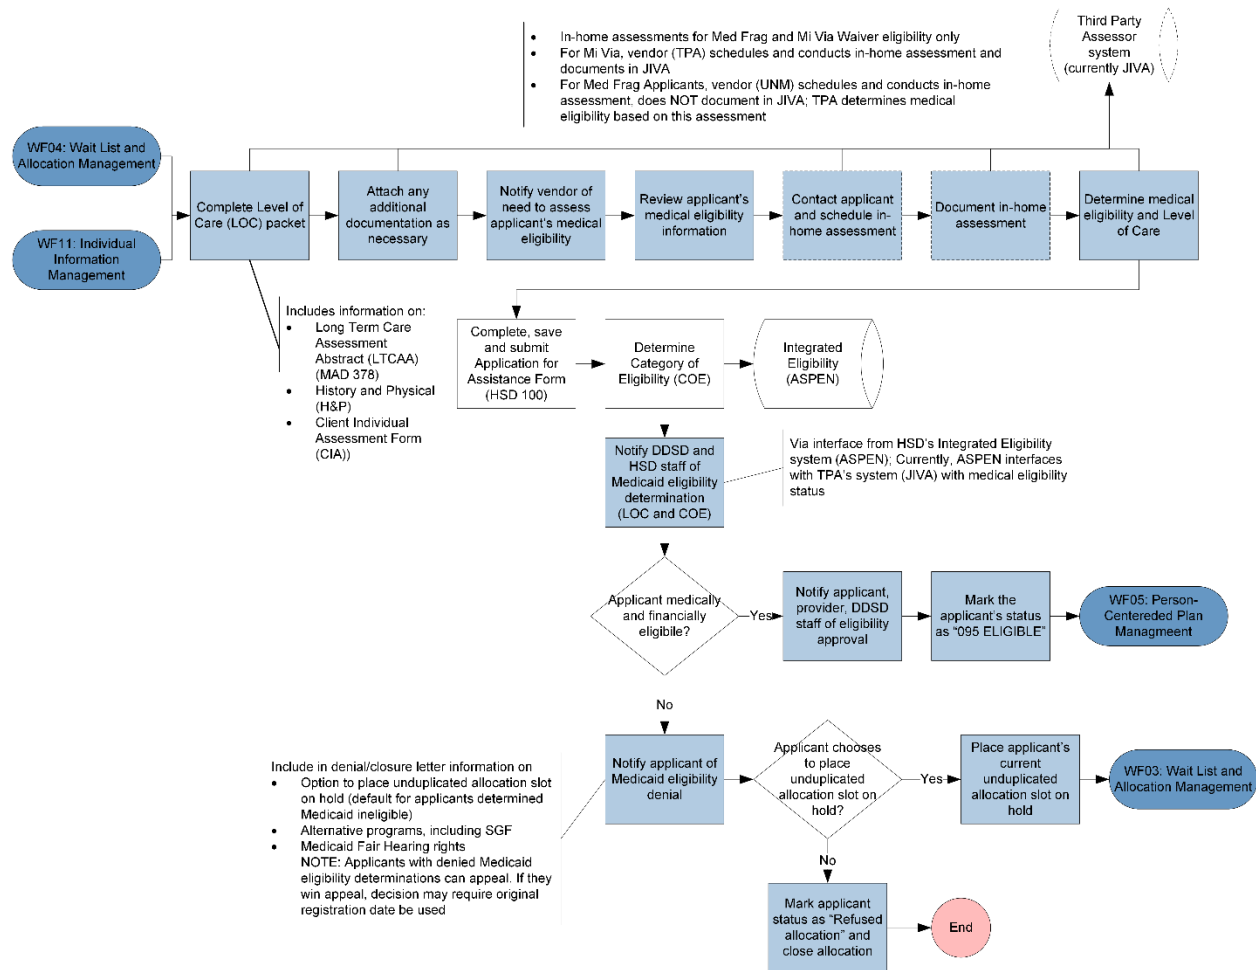 • In-home assessments for Med Frag and Mi Via Waiver eligibility only
• For Mi Via, vendor (TPA) schedules and conducts in-home assessment and
documents in JIVA
• For Med Frag Applicants, vendor (UNM) schedules and conducts in-home
assessment, does NOT document in JIVA; TPA determines medical
eligibility based on this assessment
Third Party
Assessor
system
(currently JIVA)
WF04: Wait List and
Allocation Management
WF11: Individual
Information
Management
Complete Level of
Care (LOC) packet
Attach any
additional
documentation as
necessary
Notify vendor of
need to assess
applicant's medical
eligibility
Review applicant's
medical eligibility
information
Contact applicant
and schedule in-
home assessment
Document in-home
assessment
Determine medical
eligibility and Level
of Care
Includes information on:
• Long Term Care
Assessment
Abstract (LTCAA)
(MAD 378)
• History and Physical
(H&P)
• Client Individual
Assessment Form
(CIA))
Complete, save
and submit
Application for
Assistance Form
(HSD 100)
Determine
Category of
Eligibility (COE)
Integrated
Eligibility
(ASPEN)
Notify DDSD and
HSD staff of
Medicaid eligibility
determination
(LOC and COE)
Via interface from HSD's Integrated Eligibility
system (ASPEN); Currently, ASPEN interfaces
with TPA's system (JIVA) with medical eligibility
status
Applicant medically
and financially
eligibile?
Yes
Notify applicant,
provider, DDSD
staff of eligibility
approval
Mark the
applicant's status
as "095 ELIGIBLE"
WF05: Person-
Centereded Plan
Managmeent
No
Include in denial/closure letter information on
• Option to place unduplicated allocation slot
on hold (default for applicants determined
Medicaid ineligible)
• Alternative programs, including SGF
• Medicaid Fair Hearing rights
NOTE: Applicants with denied Medicaid
eligibility determinations can appeal. If they
win appeal, decision may require original
registration date be used
Notify applicant of
Medicaid eligibility
denial
Applicant chooses
to place
unduplicated
allocation slot on
hold?
Yes
Place applicant's
current
unduplicated
allocation slot on
hold
WF03: Wait List and
Allocation Management
No
Mark applicant
status as "Refused
allocation" and
close allocation
End